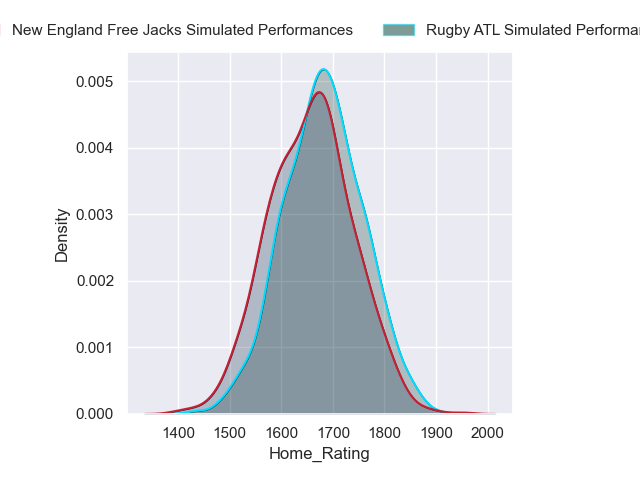 New England Free Jacks Simulated Performances
Rugby ATL Simulated
0.005
0.004
0.003
0.002
0.001
0.000
Density
1400 1500 1600 1700 1800 1900 2000
Home_Rating